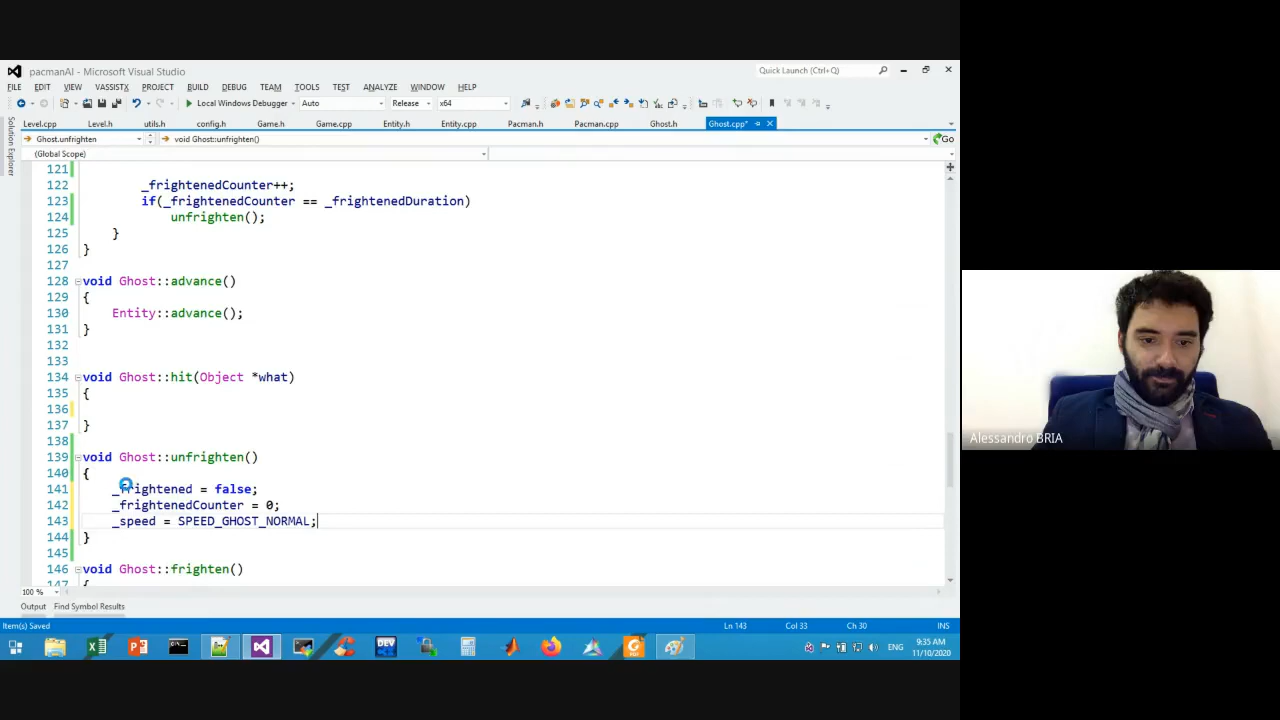 pacmanAI - Microsoft Visual Studio
Quick Launch (Ctrl+Q)
FILE EDIT VIEW VASSISTX PROJECT BUILD DEBUG TEAM TOOLS TEST ANALYZE WINDOW HELP
Local Windows Debugger Auto Release x64
Level.cpp Level.h utils.h config.h Game.h Game.cpp Entity.h Entity.cpp Pacman.h Pacman.cpp Ghost.h Ghost.cpp*
Ghost.unfrighten void Ghost::unfrighten() Go
(Global Scope)
Solution Explorer
121
122 _frightenedCounter++;
123 if(_frightenedCounter == _frightenedDuration)
124 unfrighten();
125 }
126 }
127
128 void Ghost::advance()
129 {
130 Entity::advance();
131 }
132
133
134 void Ghost::hit(Object *what)
135 {
136
137 }
138
139 void Ghost::unfrighten()
140 {
141 _frightened = false;
142 _frightenedCounter = 0;
143 _speed = SPEED_GHOST_NORMAL;
144 }
145
146 void Ghost::frighten()
147 {
100 %
Output Find Symbol Results
Item(s) Saved Ln 143 Col 33 Ch 30 INS
DEV
PDF
ENG
9:35 AM
11/10/2020
Alessandro BRIA